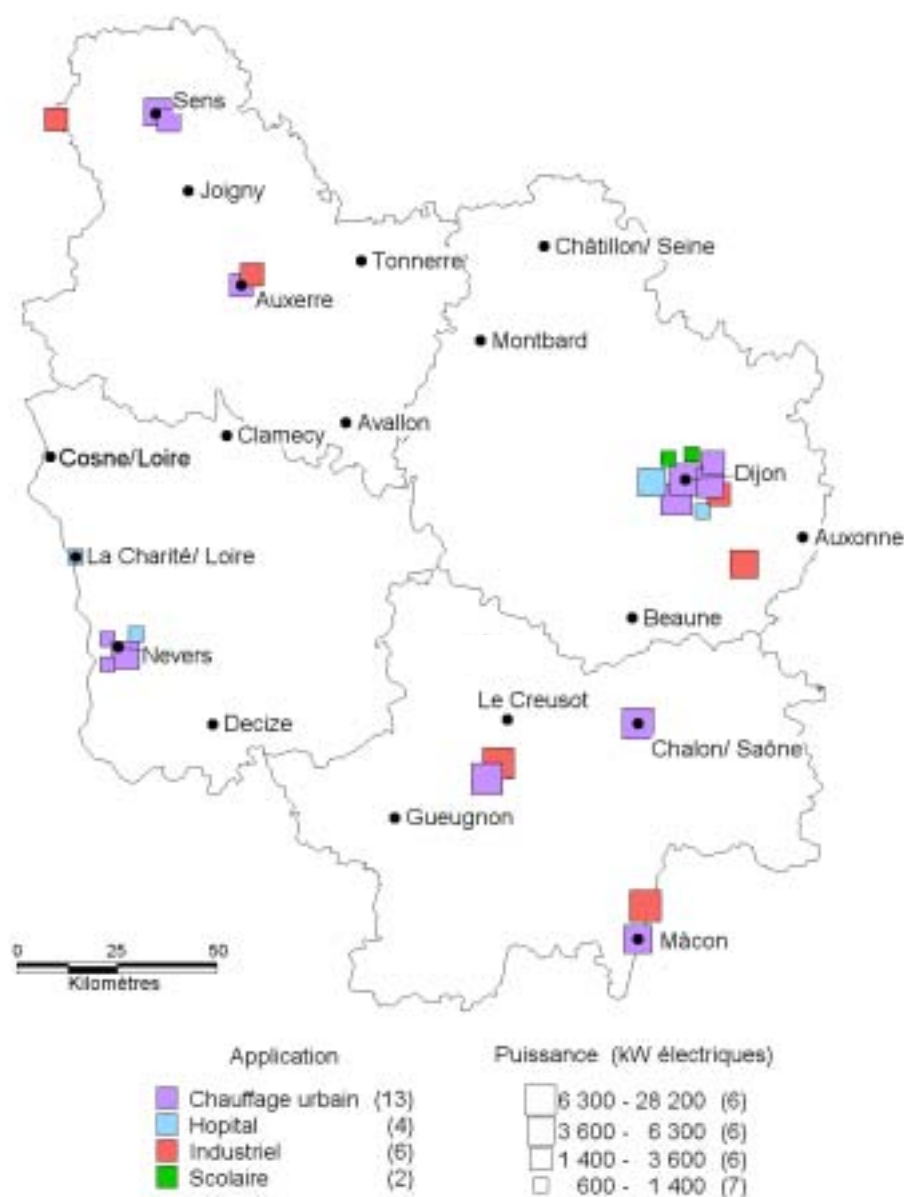 Sens
Joigny
Tonnerre
Châtillon/ Seine
Auxerre
Montbard
Avallon
Clamecy
Cosne/Loire
Dijon
Auxonne
La Charité/ Loire
Beaune
Nevers
Le Creusot
Decize
Chalon/ Saône
Gueugnon
Mâcon
0 25 50
Kilomètres
Application
Chauffage urbain (13)
Hopital (4)
Industriel (6)
Scolaire (2)
Puissance (kW électriques)
6 300 - 28 200 (6)
3 600 - 6 300 (6)
1 400 - 3 600 (6)
600 - 1 400 (7)